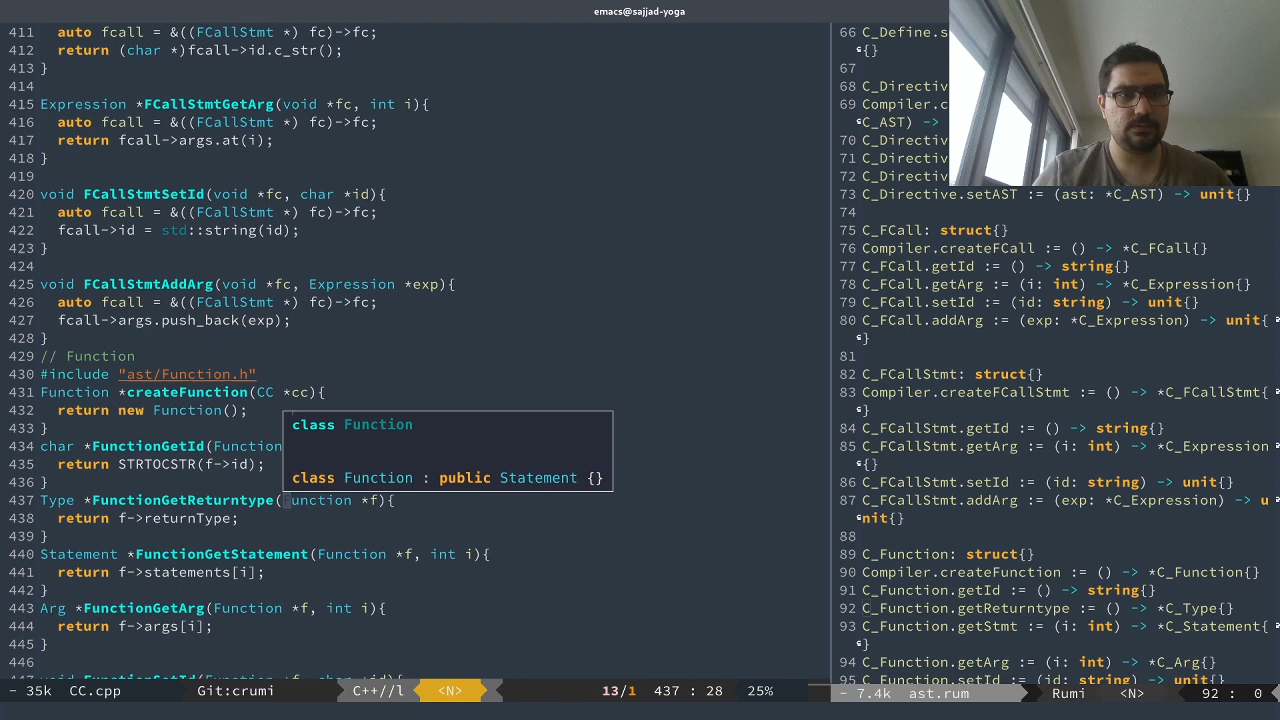 emacs@sajjad-yoga
411 auto fcall = &((FCallStmt *) fc)->fc;
412 return (char *)fcall->id.c_str();
413 }
414
415 Expression *FCallStmtGetArg(void *fc, int i){
416 auto fcall = &((FCallStmt *) fc)->fc;
417 return fcall->args.at(i);
418 }
419
420 void FCallStmtSetId(void *fc, char *id){
421 auto fcall = &((FCallStmt *) fc)->fc;
422 fcall->id = std::string(id);
423 }
424
425 void FCallStmtAddArg(void *fc, Expression *exp){
426 auto fcall = &((FCallStmt *) fc)->fc;
427 fcall->args.push_back(exp);
428 }
429 // Function
430 #include "ast/Function.h"
431 Function *createFunction(CC *cc){
432 return new Function();
433 }
434 char *FunctionGetId(Function
435 return STRTOCSTR(f->id);
436 }
437 Type *FunctionGetReturntype(Function *f){
438 return f->returnType;
439 }
440 Statement *FunctionGetStatement(Function *f, int i){
441 return f->statements[i];
442 }
443 Arg *FunctionGetArg(Function *f, int i){
444 return f->args[i];
445 }
446
class Function
class Function : public Statement {}
- 35k CC.cpp Git:crumi C++//l <N> 13/1 437 : 28 25%
66 C_Define.s
{}
67
68 C_Directive
69 Compiler.c
C_AST) ->
70 C_Directive
71 C_Directive
72 C_Directive
73 C_Directive.setAST := (ast: *C_AST) -> unit{}
74
75 C_FCall: struct{}
76 Compiler.createFCall := () -> *C_FCall{}
77 C_FCall.getId := () -> string{}
78 C_FCall.getArg := (i: int) -> *C_Expression{}
79 C_FCall.setId := (id: string) -> unit{}
80 C_FCall.addArg := (exp: *C_Expression) -> unit{
}
81
82 C_FCallStmt: struct{}
83 Compiler.createFCallStmt := () -> *C_FCallStmt{}
84 C_FCallStmt.getId := () -> string{}
85 C_FCallStmt.getArg := (i: int) -> *C_Expression
{}
86 C_FCallStmt.setId := (id: string) -> unit{}
87 C_FCallStmt.addArg := (exp: *C_Expression) -> u
nit{}
88
89 C_Function: struct{}
90 Compiler.createFunction := () -> *C_Function{}
91 C_Function.getId := () -> string{}
92 C_Function.getReturntype := () -> *C_Type{}
93 C_Function.getStmt := (i: int) -> *C_Statement{
}
94 C_Function.getArg := (i: int) -> *C_Arg{}
95 C_Function.setId := (id: string) -> unit{}
- 7.4k ast.rum Rumi <N> 92 : 0